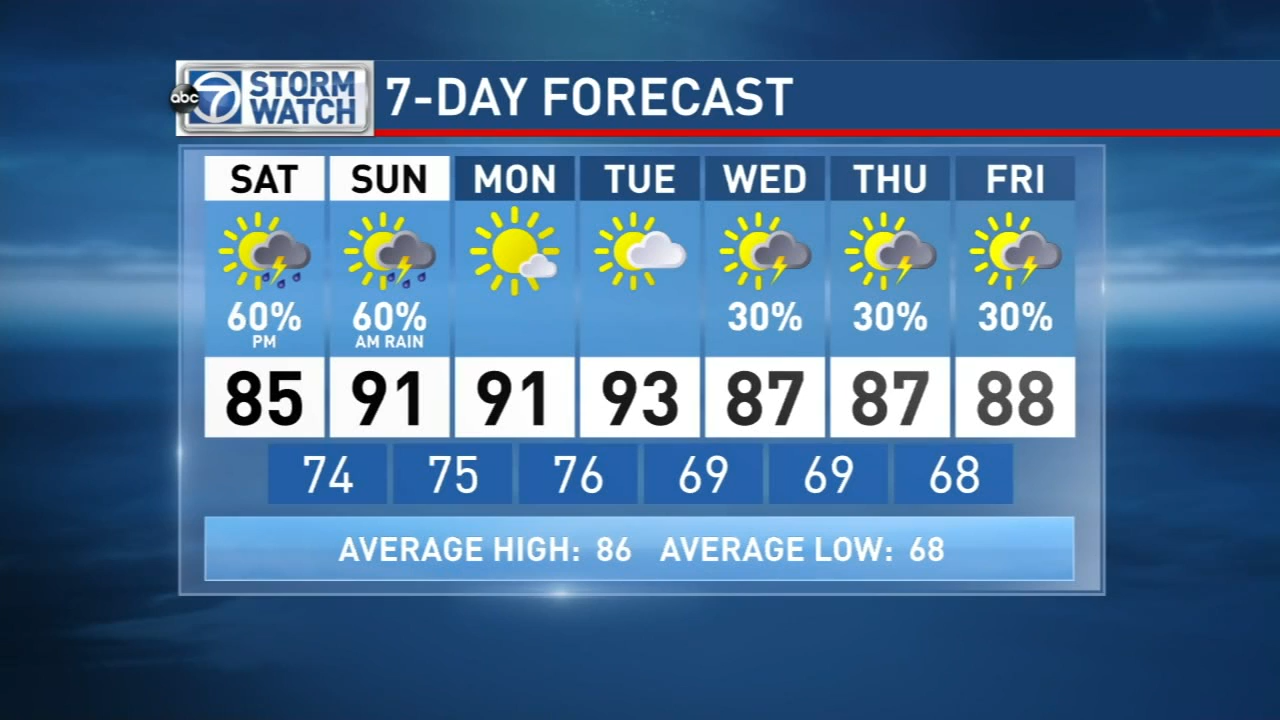 abc 7 STORM WATCH
7-DAY FORECAST
SAT SUN MON TUE WED THU FRI
60% 60% 30% 30% 30%
PM AM RAIN
85 91 91 93 87 87 88
74 75 76 69 69 68
AVERAGE HIGH: 86 AVERAGE LOW: 68